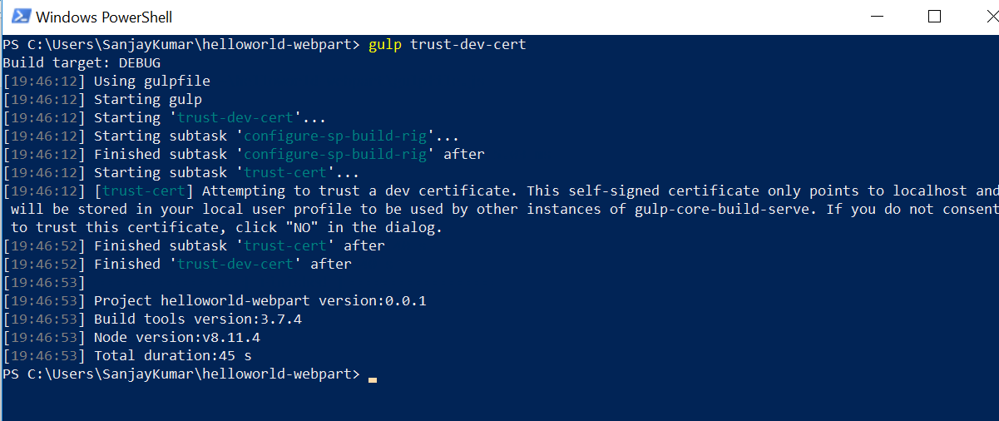 Windows PowerShell
PS C:\Users\SanjayKumar\helloworld-webpart> gulp trust-dev-cert
Build target: DEBUG
[19:46:12] Using gulpfile
[19:46:12] Starting gulp
[19:46:12] Starting 'trust-dev-cert'...
[19:46:12] Starting subtask 'configure-sp-build-rig'...
[19:46:12] Finished subtask 'configure-sp-build-rig' after
[19:46:12] Starting subtask 'trust-cert'...
[19:46:12] [trust-cert] Attempting to trust a dev certificate. This self-signed certificate only points to localhost and
will be stored in your local user profile to be used by other instances of gulp-core-build-serve. If you do not consent
to trust this certificate, click "NO" in the dialog.
[19:46:52] Finished subtask 'trust-cert' after
[19:46:52] Finished 'trust-dev-cert' after
[19:46:53]
[19:46:53] Project helloworld-webpart version:0.0.1
[19:46:53] Build tools version:3.7.4
[19:46:53] Node version:v8.11.4
[19:46:53] Total duration:45 s
PS C:\Users\SanjayKumar\helloworld-webpart>